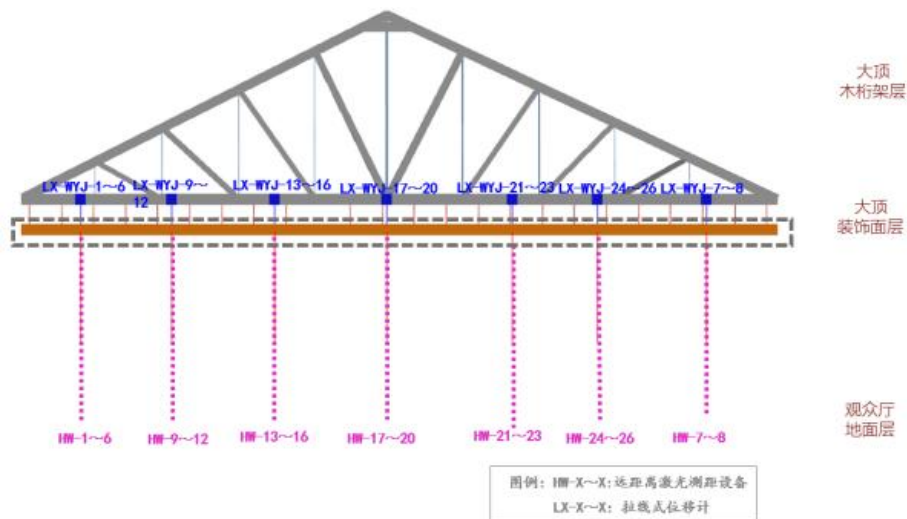 大顶
木桁架层
LX-WYJ-1～6
LX-WYJ-9～
12
LX-WYJ-13～16
LX-WYJ-17～20
LX-WYJ-21～23
LX-WYJ-24～26
LX-WYJ-7～8
大顶
装饰面层
HW-1～6
HW-9～12
HW-13～16
HW-17～20
HW-21～23
HW-24～26
HW-7～8
观众厅
地面层
图例：HW-X～X：远距离激光测距设备
LX-X～X：拉线式位移计